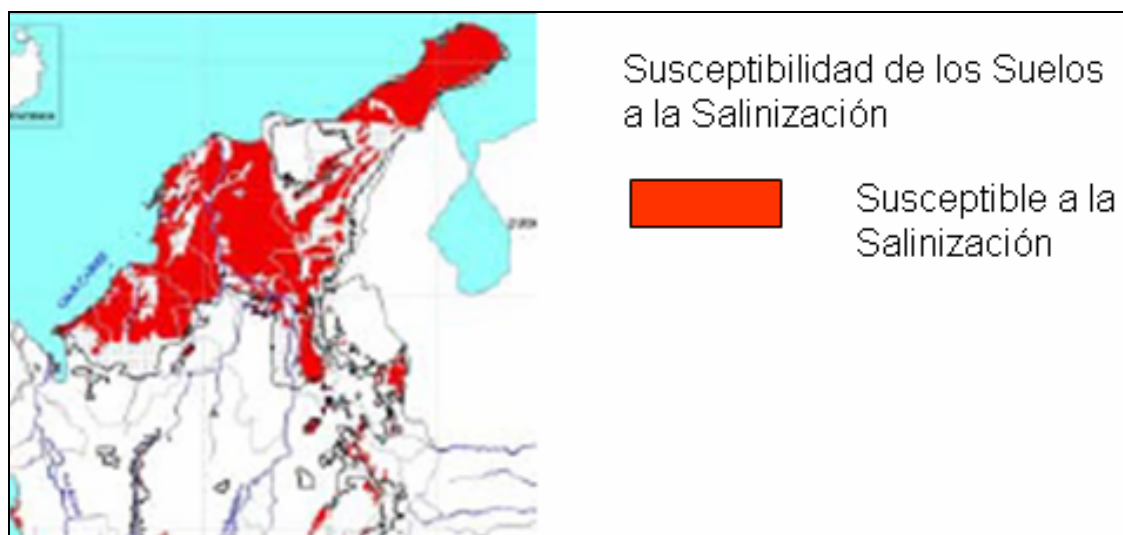 Susceptibilidad de los Suelos
a la Salinización
Susceptible a la
Salinización